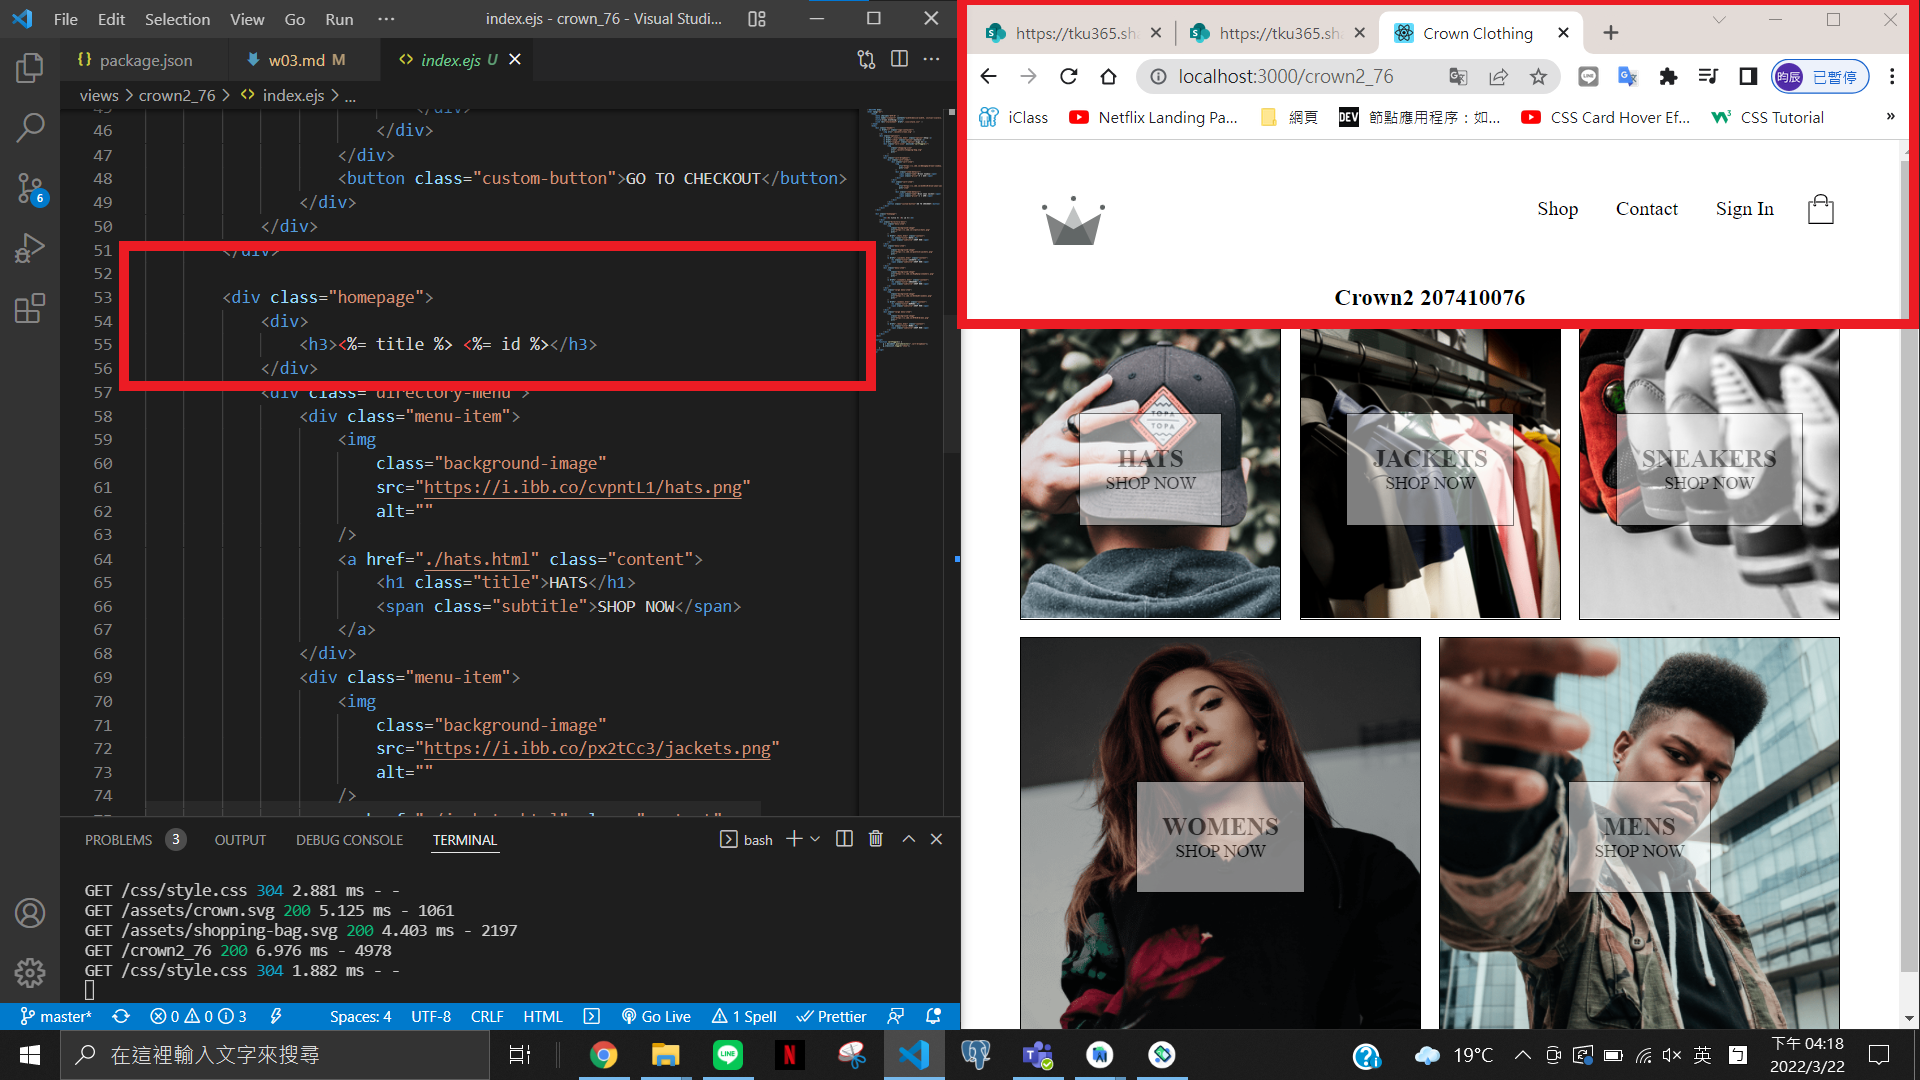 File Edit Selection View Go Run ··· index.ejs - crown_76 - Visual Studi...
{} package.json w03.md M <> index.ejs U
views > crown2_76 > <> index.ejs > ...
46 </div>
47 </div>
48 <button class="custom-button">GO TO CHECKOUT</button>
49 </div>
50 </div>
51 </div>
52
53 <div class="homepage">
54 <div>
55 <h3><%= title %> <%= id %></h3>
56 </div>
57 <div class="directory-menu">
58 <div class="menu-item">
59 <img
60 class="background-image"
61 src="https://i.ibb.co/cvpntL1/hats.png"
62 alt=""
63 />
64 <a href="./hats.html" class="content">
65 <h1 class="title">HATS</h1>
66 <span class="subtitle">SHOP NOW</span>
67 </a>
68 </div>
69 <div class="menu-item">
70 <img
71 class="background-image"
72 src="https://i.ibb.co/px2tCc3/jackets.png"
73 alt=""
74 />
PROBLEMS 3 OUTPUT DEBUG CONSOLE TERMINAL bash
GET /css/style.css 304 2.881 ms - -
GET /assets/crown.svg 200 5.125 ms - 1061
GET /assets/shopping-bag.svg 200 4.403 ms - 2197
GET /crown2_76 200 6.976 ms - 4978
GET /css/style.css 304 1.882 ms - -
6
master* 0 0 3 Spaces: 4 UTF-8 CRLF HTML Go Live 1 Spell Prettier
https://tku365.sh https://tku365.sh Crown Clothing
localhost:3000/crown2_76 昀辰 已暫停
iClass Netflix Landing Pa... 網頁 DEV 節點應用程序：如... CSS Card Hover Ef... CSS Tutorial »
Shop Contact Sign In
Crown2 207410076
TOPA
TOPA
HATS
SHOP NOW
JACKETS
SHOP NOW
SNEAKERS
SHOP NOW
WOMENS
SHOP NOW
MENS
SHOP NOW
在這裡輸入文字來搜尋
LINE
N
19°C 英 下午 04:18
2022/3/22